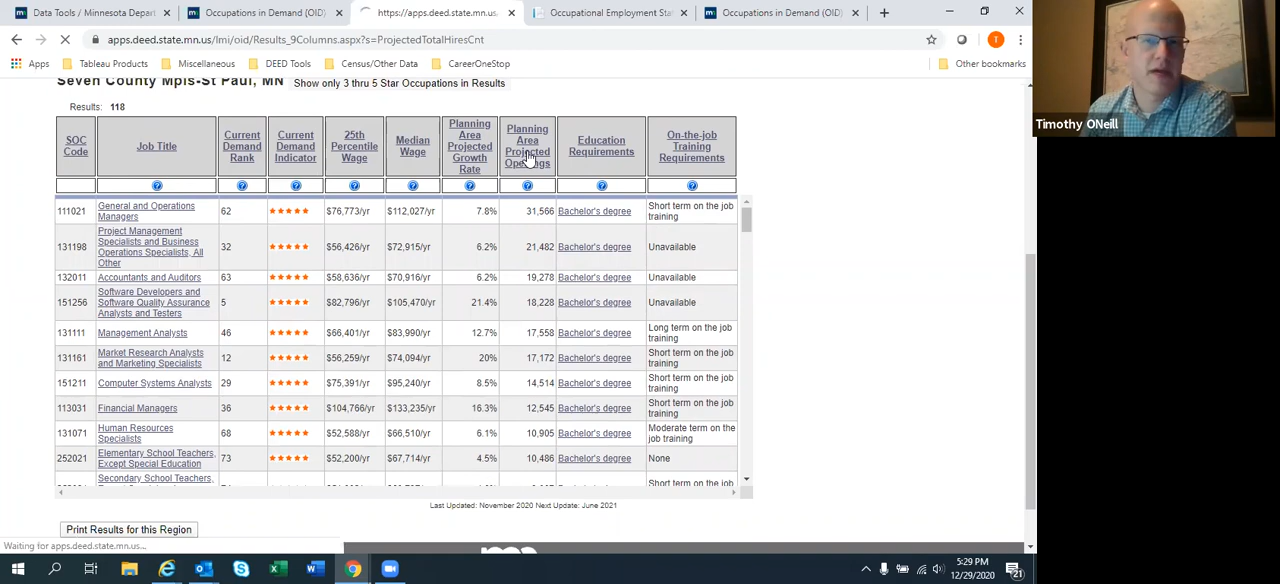 Data Tools / Minnesota Depart
Occupations in Demand (OID)
https://apps.deed.state.mn.us
Occupational Employment Stat
Occupations in Demand (OID)
apps.deed.state.mn.us/lmi/oid/Results_9Columns.aspx?s=ProjectedTotalHiresCnt
T
Apps
Tableau Products
Miscellaneous
DEED Tools
Census/Other Data
CareerOneStop
Other bookmarks
Seven County Mpls-St Paul, MN
Show only 3 thru 5 Star Occupations in Results
Results: 118
SOC Code
Job Title
Current Demand Rank
Current Demand Indicator
25th Percentile Wage
Median Wage
Planning Area Projected Growth Rate
Planning Area Projected Openings
Education Requirements
On-the-job Training Requirements
111021 General and Operations Managers 62 ★★★★★ $76,773/yr $112,027/yr 7.8% 31,566 Bachelor's degree Short term on the job training
131198 Project Management Specialists and Business Operations Specialists, All Other 32 ★★★★★ $56,426/yr $72,915/yr 6.2% 21,482 Bachelor's degree Unavailable
132011 Accountants and Auditors 63 ★★★★★ $58,636/yr $70,916/yr 6.2% 19,278 Bachelor's degree Unavailable
151256 Software Developers and Software Quality Assurance Analysts and Testers 5 ★★★★★ $82,796/yr $105,470/yr 21.4% 18,228 Bachelor's degree Unavailable
131111 Management Analysts 46 ★★★★★ $66,401/yr $83,990/yr 12.7% 17,558 Bachelor's degree Long term on the job training
131161 Market Research Analysts and Marketing Specialists 12 ★★★★★ $56,259/yr $74,094/yr 20% 17,172 Bachelor's degree Short term on the job training
151211 Computer Systems Analysts 29 ★★★★★ $75,391/yr $95,240/yr 8.5% 14,514 Bachelor's degree Short term on the job training
113031 Financial Managers 36 ★★★★★ $104,766/yr $133,235/yr 16.3% 12,545 Bachelor's degree Short term on the job training
131071 Human Resources Specialists 68 ★★★★★ $52,588/yr $66,510/yr 6.1% 10,905 Bachelor's degree Moderate term on the job training
252021 Elementary School Teachers, Except Special Education 73 ★★★★★ $52,200/yr $67,714/yr 4.5% 10,486 Bachelor's degree None
Secondary School Teachers, Short term on the job
Last Updated: November 2020 Next Update: June 2021
Print Results for this Region
Waiting for apps.deed.state.mn.us...
Timothy ONeill
5:29 PM
12/29/2020
21